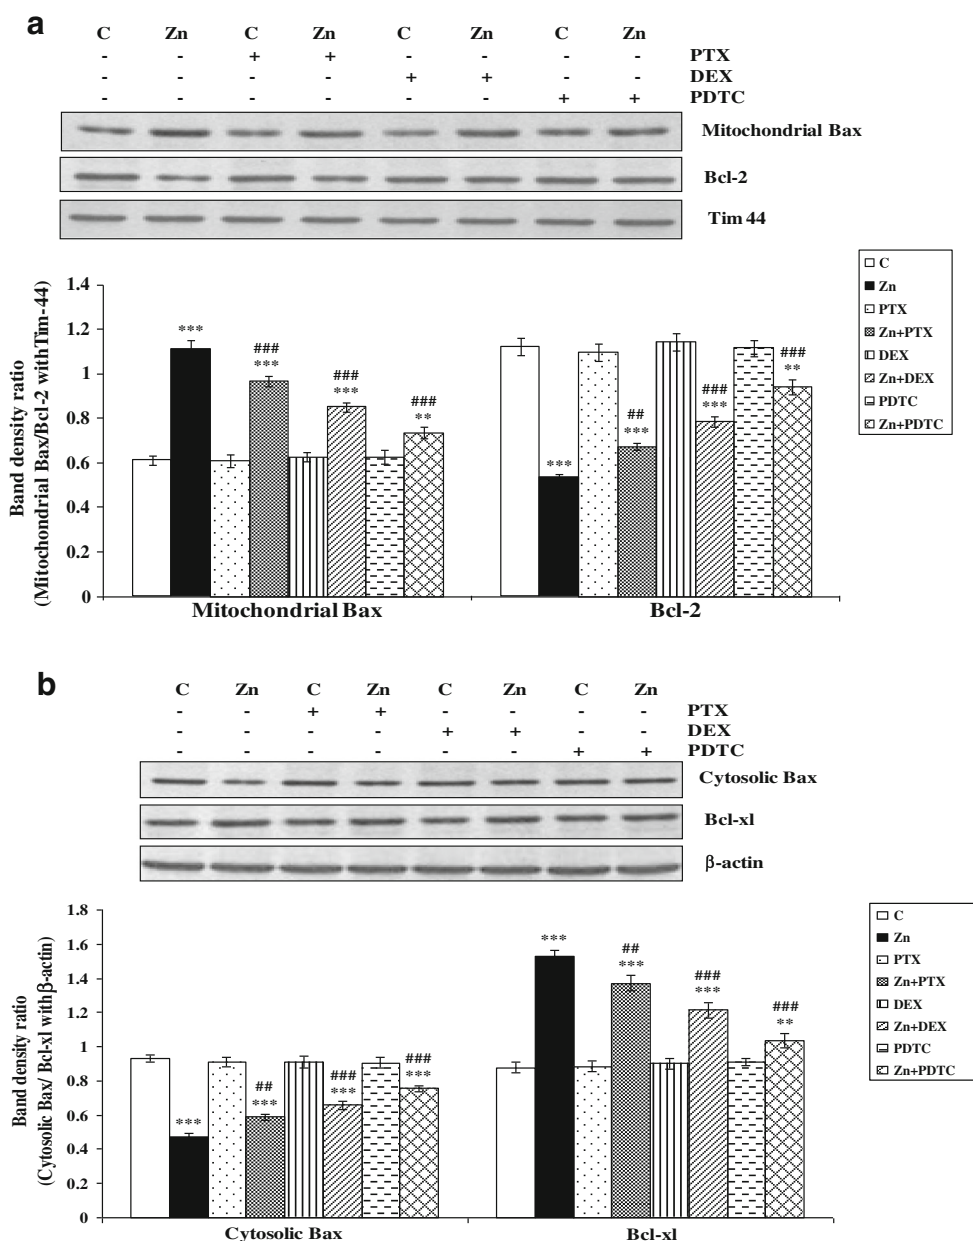 a
C Zn C Zn C Zn C Zn
- - + + - - - - PTX
- - - - + + - - DEX
- - - - - - + + PDTC
Mitochondrial Bax
Bcl-2
Tim 44
Band density ratio
(Mitochondrial Bax/Bcl-2 with Tim-44)
1.4
1.2
1
0.8
0.6
0.4
0.2
0
***
###
***
###
***
###
**
***
##
***
###
***
###
**
Mitochondrial Bax Bcl-2
C
Zn
PTX
Zn+PTX
DEX
Zn+DEX
PDTC
Zn+PDTC
b
C Zn C Zn C Zn C Zn
- - + + - - - - PTX
- - - - + + - - DEX
- - - - - - + + PDTC
Cytosolic Bax
Bcl-xl
β-actin
Band density ratio
(Cytosolic Bax/ Bcl-xl with β-actin)
1.8
1.6
1.4
1.2
1
0.8
0.6
0.4
0.2
0
***
##
***
###
***
###
***
***
##
***
###
***
###
**
Cytosolic Bax Bcl-xl
C
Zn
PTX
Zn+PTX
DEX
Zn+DEX
PDTC
Zn+PDTC